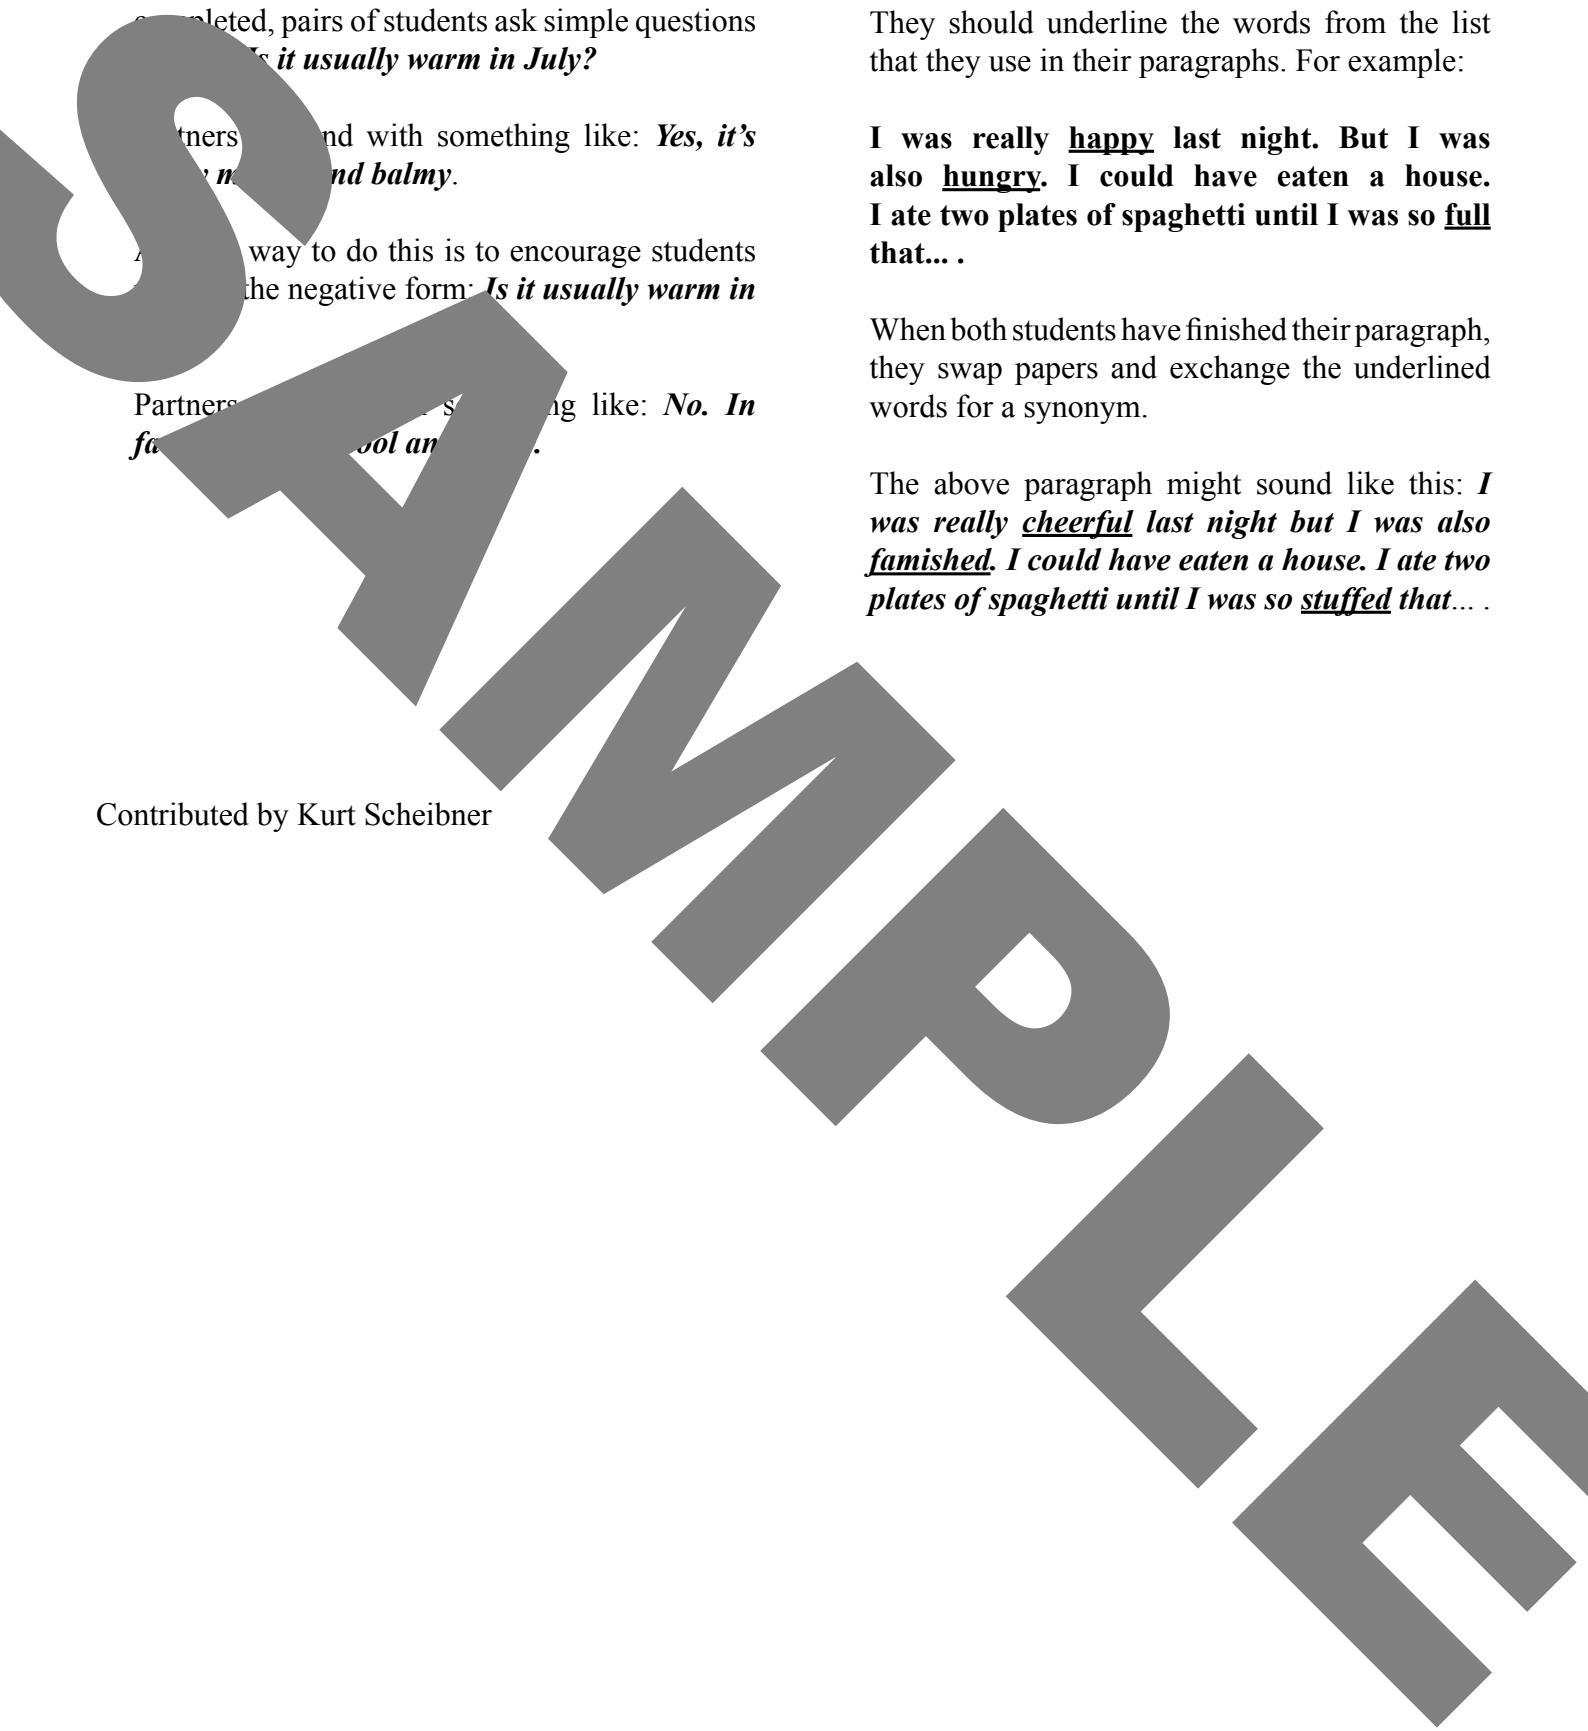 pairs of students ask simple questions
it usually warm in July?
with something like: Yes, it's
balmy.
way to do this is to encourage students
the negative form: Is it usually warm in
Partners like: No. In
They should underline the words from the list
that they use in their paragraphs. For example:
I was really happy last night. But I was
also hungry. I could have eaten a house.
I ate two plates of spaghetti until I was so full
that... .
When both students have finished their paragraph,
they swap papers and exchange the underlined
words for a synonym.
The above paragraph might sound like this: I
was really cheerful last night but I was also
famished. I could have eaten a house. I ate two
plates of spaghetti until I was so stuffed that... .
Contributed by Kurt Scheibner
SAMPLE